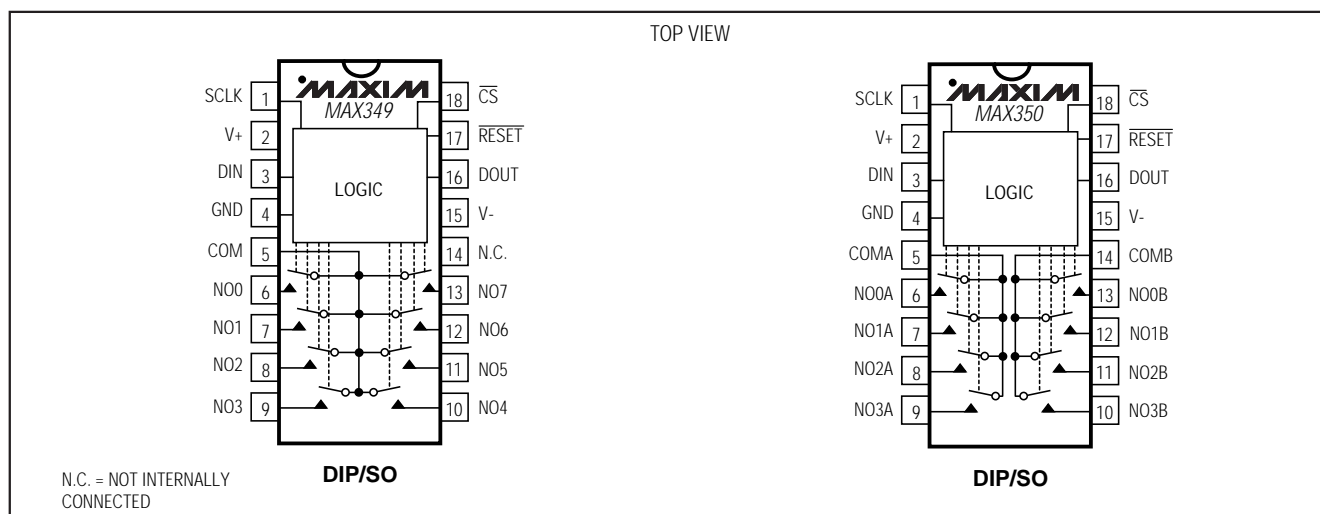 TOP VIEW
MAXIM
MAX349
SCLK 1
V+ 2
DIN 3
GND 4
COM 5
NO0 6
NO1 7
NO2 8
NO3 9
18 CS
17 RESET
16 DOUT
15 V-
14 N.C.
13 NO7
12 NO6
11 NO5
10 NO4
LOGIC
DIP/SO
N.C. = NOT INTERNALLY
CONNECTED
MAXIM
MAX350
SCLK 1
V+ 2
DIN 3
GND 4
COMA 5
NO0A 6
NO1A 7
NO2A 8
NO3A 9
18 CS
17 RESET
16 DOUT
15 V-
14 COMB
13 NO0B
12 NO1B
11 NO2B
10 NO3B
LOGIC
DIP/SO